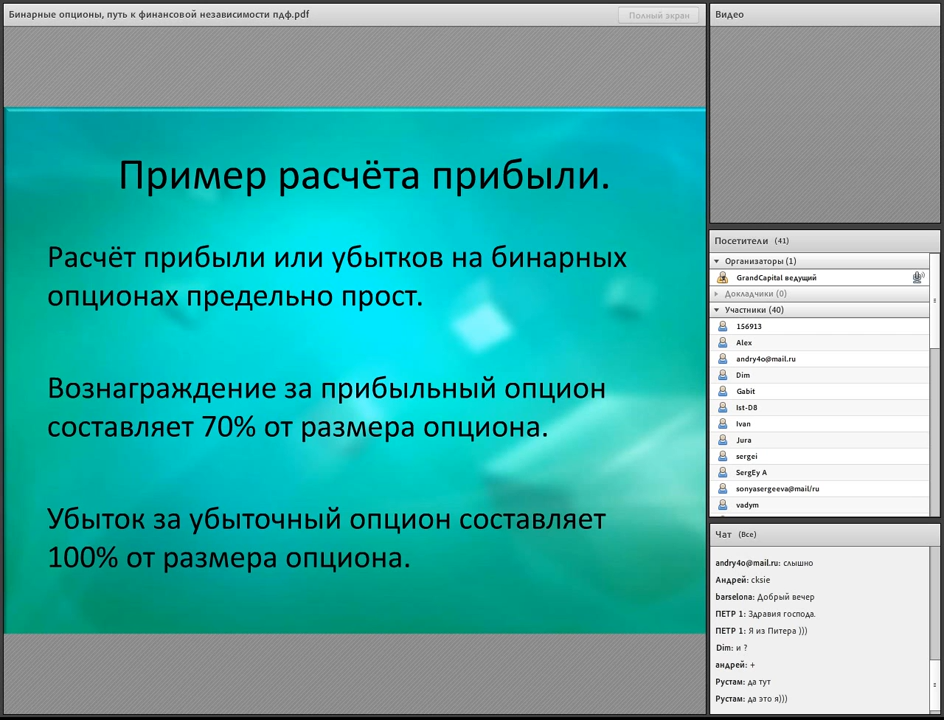 Бинарные опционы, путь к финансовой независимости пдф.pdf
Полный экран
Пример расчёта прибыли.
Расчёт прибыли или убытков на бинарных
опционах предельно прост.
Вознаграждение за прибыльный опцион
составляет 70% от размера опциона.
Убыток за убыточный опцион составляет
100% от размера опциона.
Видео
Посетители (41)
Организаторы (1)
GrandCapital ведущий
Докладчики (0)
Участники (40)
156913
Alex
andry4o@mail.ru
Dim
Gabit
Ist-D8
Ivan
Jura
sergei
SergEy A
sonyasergeeva@mail/ru
vadym
Чат (Все)
andry4o@mail.ru: слышно
Андрей: cksie
barselona: Добрый вечер
ПЕТР 1: Здравия господа.
ПЕТР 1: Я из Питера )))
Dim: и ?
андрей: +
Рустам: да тут
Рустам: да это я)))